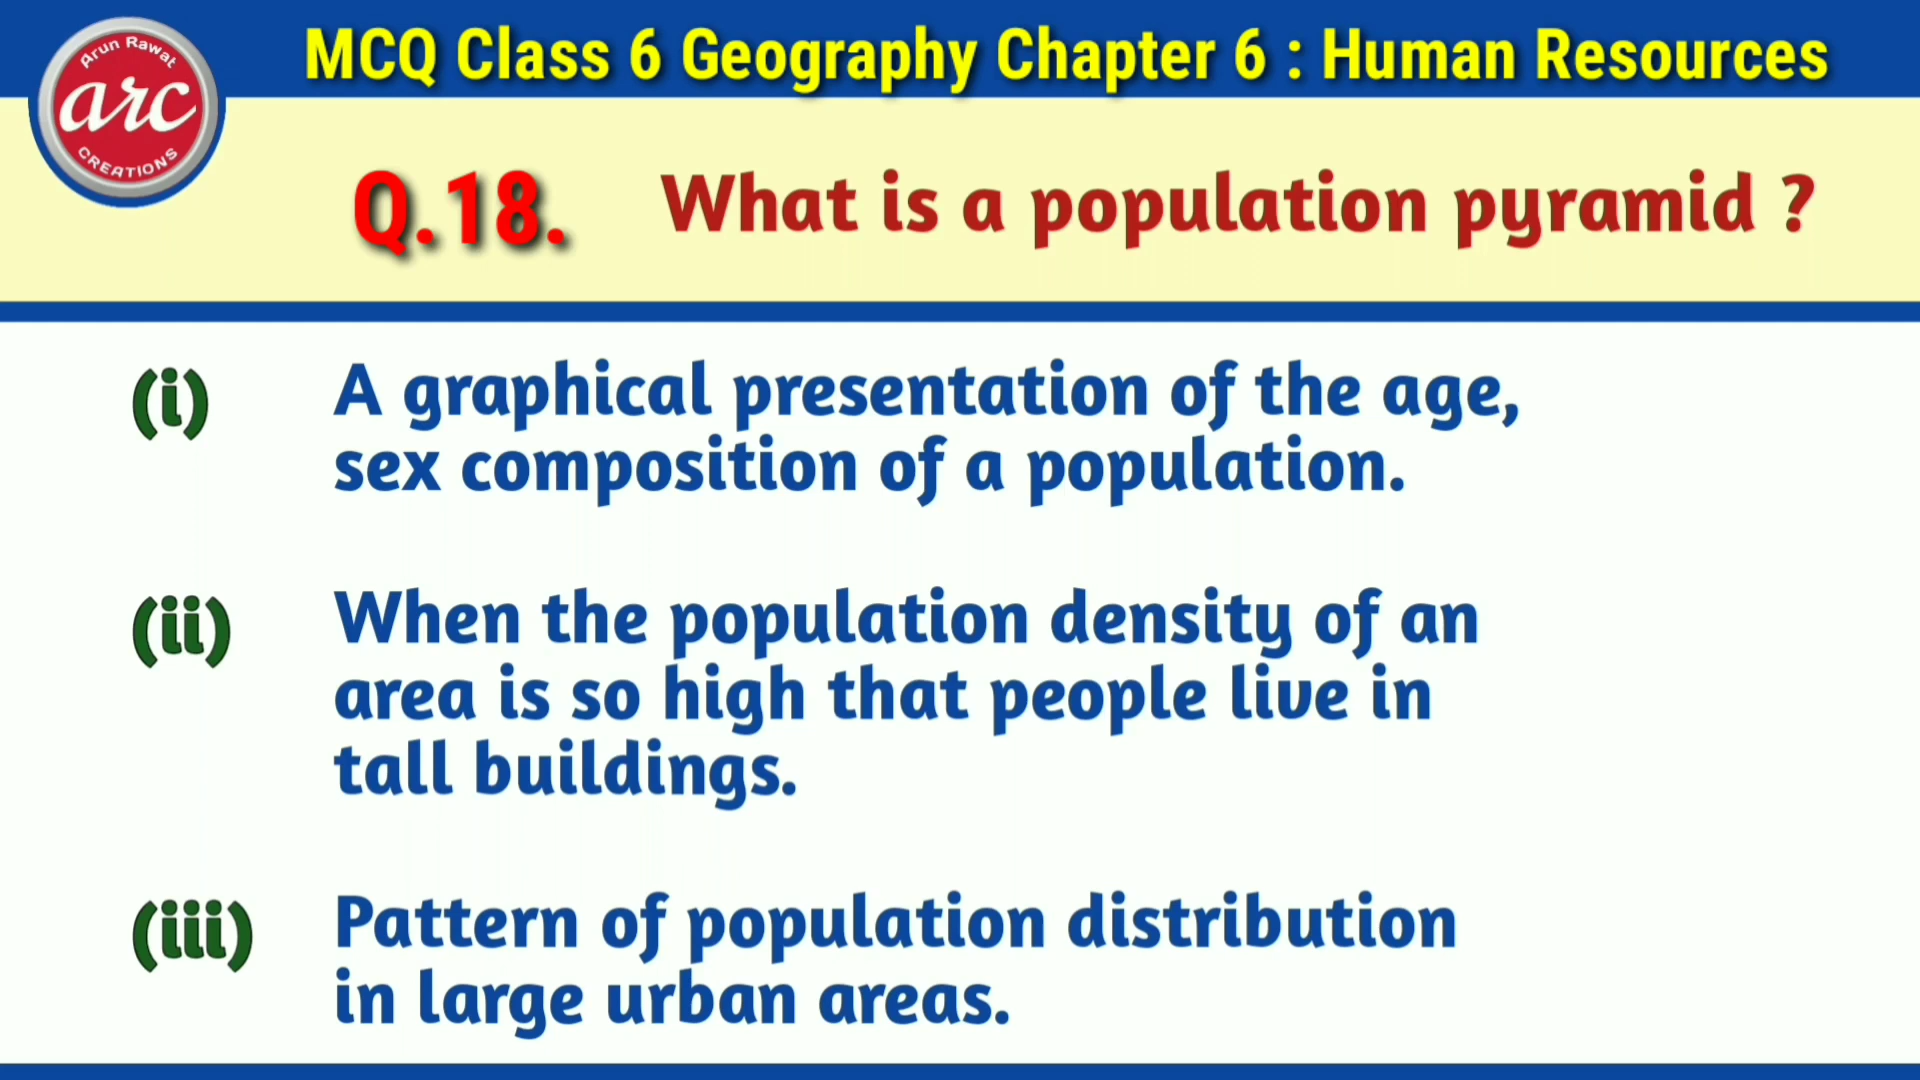 MCQ Class 6 Geography Chapter 6 : Human Resources
Arun Rawat
arc
CREATIONS
Q.18. What is a population pyramid ?
(i) A graphical presentation of the age,
sex composition of a population.
(ii) When the population density of an
area is so high that people live in
tall buildings.
(iii) Pattern of population distribution
in large urban areas.